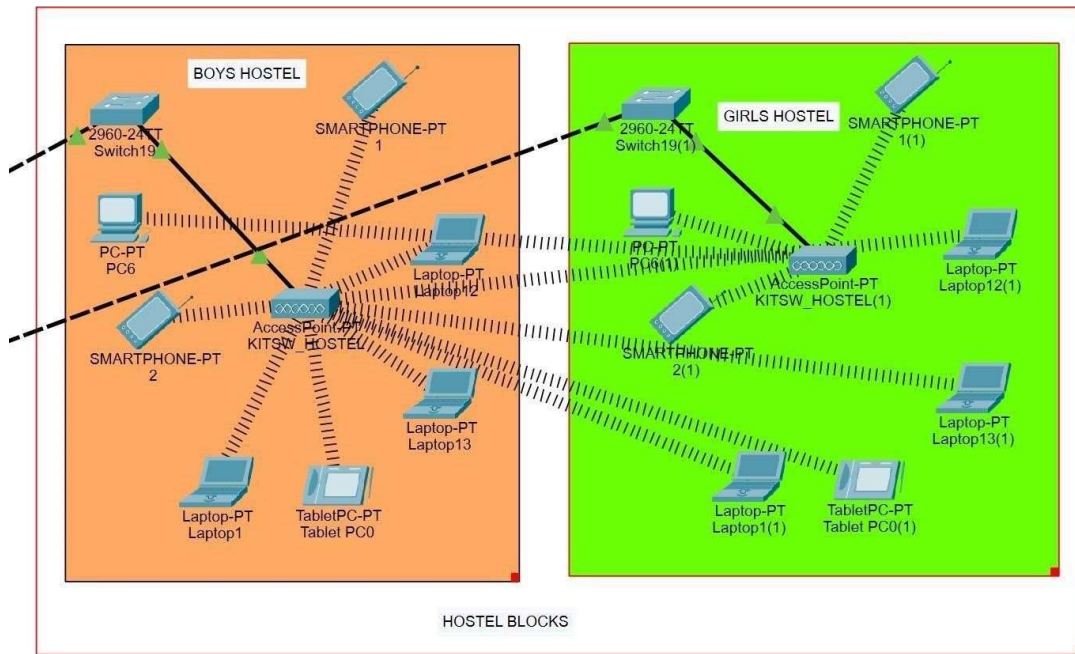 BOYS HOSTEL
SMARTPHONE-PT
1
2960-24TT
Switch19
PC-PT
PC6
Laptop-PT
Laptop12
AccessPoint-PT
KITSW_HOSTEL
SMARTPHONE-PT
2
Laptop-PT
Laptop13
Laptop-PT
Laptop1
TabletPC-PT
Tablet PC0
GIRLS HOSTEL
SMARTPHONE-PT
1(1)
2960-24TT
Switch19(1)
PC-PT
PC6(1)
Laptop-PT
Laptop12(1)
AccessPoint-PT
KITSW_HOSTEL(1)
SMARTPHONE-PT
2(1)
Laptop-PT
Laptop13(1)
Laptop-PT
Laptop1(1)
TabletPC-PT
Tablet PC0(1)
HOSTEL BLOCKS